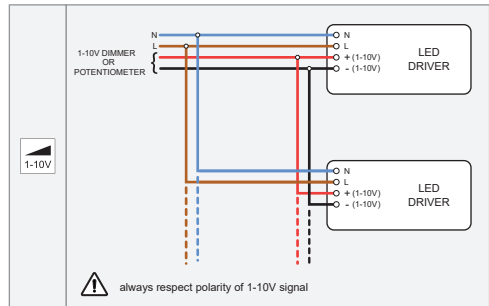 N
L
1-10V DIMMER
OR
POTENTIOMETER
N
L
+ (1-10V)
- (1-10V)
LED
DRIVER
1-10V
N
L
+ (1-10V)
- (1-10V)
LED
DRIVER
always respect polarity of 1-10V signal